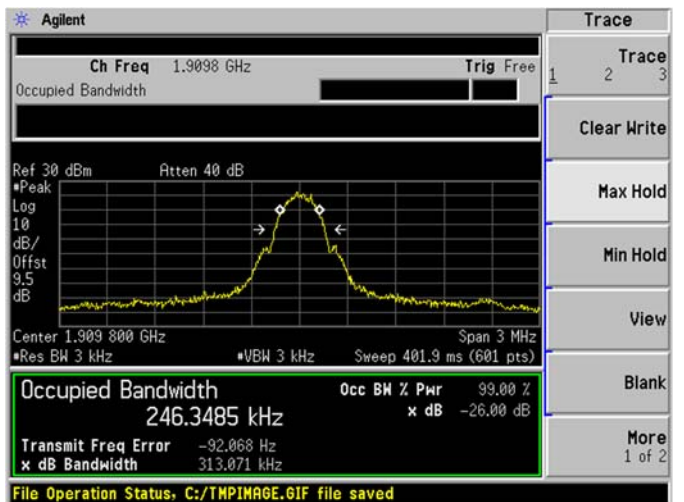 Agilent
Trace
Ch Freq 1.9098 GHz Trig Free
Occupied Bandwidth
Trace
1 2 3
Clear Write
Max Hold
Min Hold
View
Blank
More
1 of 2
Ref 30 dBm Atten 40 dB
*Peak
Log
10
dB/
Offst
9.5
dB
Center 1.909 800 GHz Span 3 MHz
*Res BW 3 kHz *VBW 3 kHz Sweep 401.9 ms (601 pts)
Occupied Bandwidth Occ BW % Pwr 99.00 %
246.3485 kHz x dB -26.00 dB
Transmit Freq Error -92.068 Hz
x dB Bandwidth 313.071 kHz
File Operation Status, C:/TMPIMAGE.GIF file saved